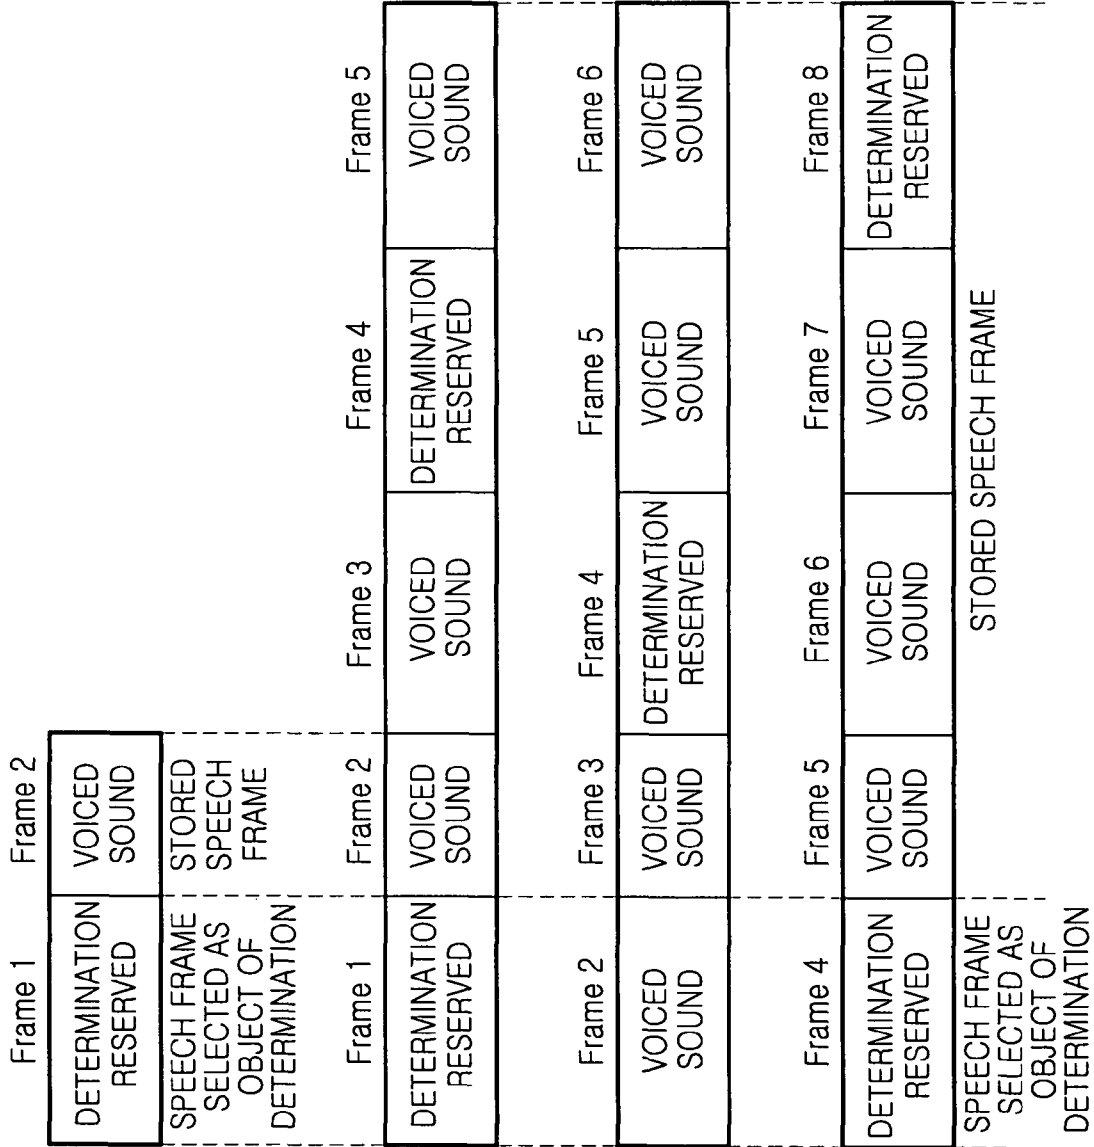 Frame 1
Frame 2
DETERMINATION
RESERVED
VOICED
SOUND
SPEECH FRAME
SELECTED AS
OBJECT OF
DETERMINATION
STORED
SPEECH
FRAME
Frame 1
Frame 2
Frame 3
Frame 4
Frame 5
DETERMINATION
RESERVED
VOICED
SOUND
VOICED
SOUND
DETERMINATION
RESERVED
VOICED
SOUND
Frame 2
Frame 3
Frame 4
Frame 5
Frame 6
VOICED
SOUND
VOICED
SOUND
DETERMINATION
RESERVED
VOICED
SOUND
VOICED
SOUND
Frame 4
Frame 5
Frame 6
Frame 7
Frame 8
DETERMINATION
RESERVED
VOICED
SOUND
VOICED
SOUND
VOICED
SOUND
DETERMINATION
RESERVED
SPEECH FRAME
SELECTED AS
OBJECT OF
DETERMINATION
STORED SPEECH FRAME